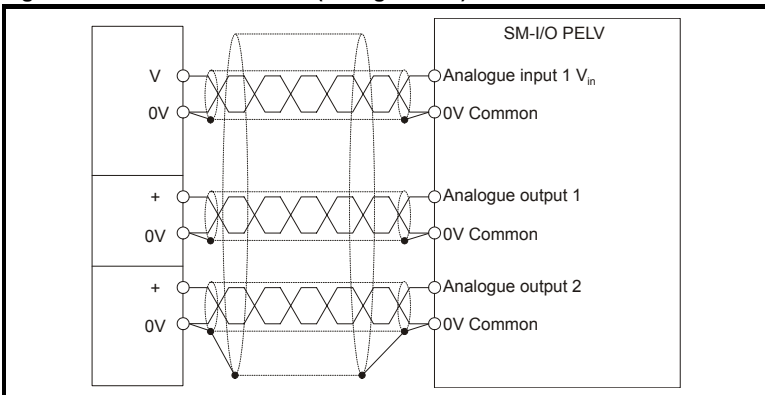 SM-I/O PELV
V Analogue input 1 Vin
0V 0V Common
+ Analogue output 1
0V 0V Common
+ Analogue output 2
0V 0V Common